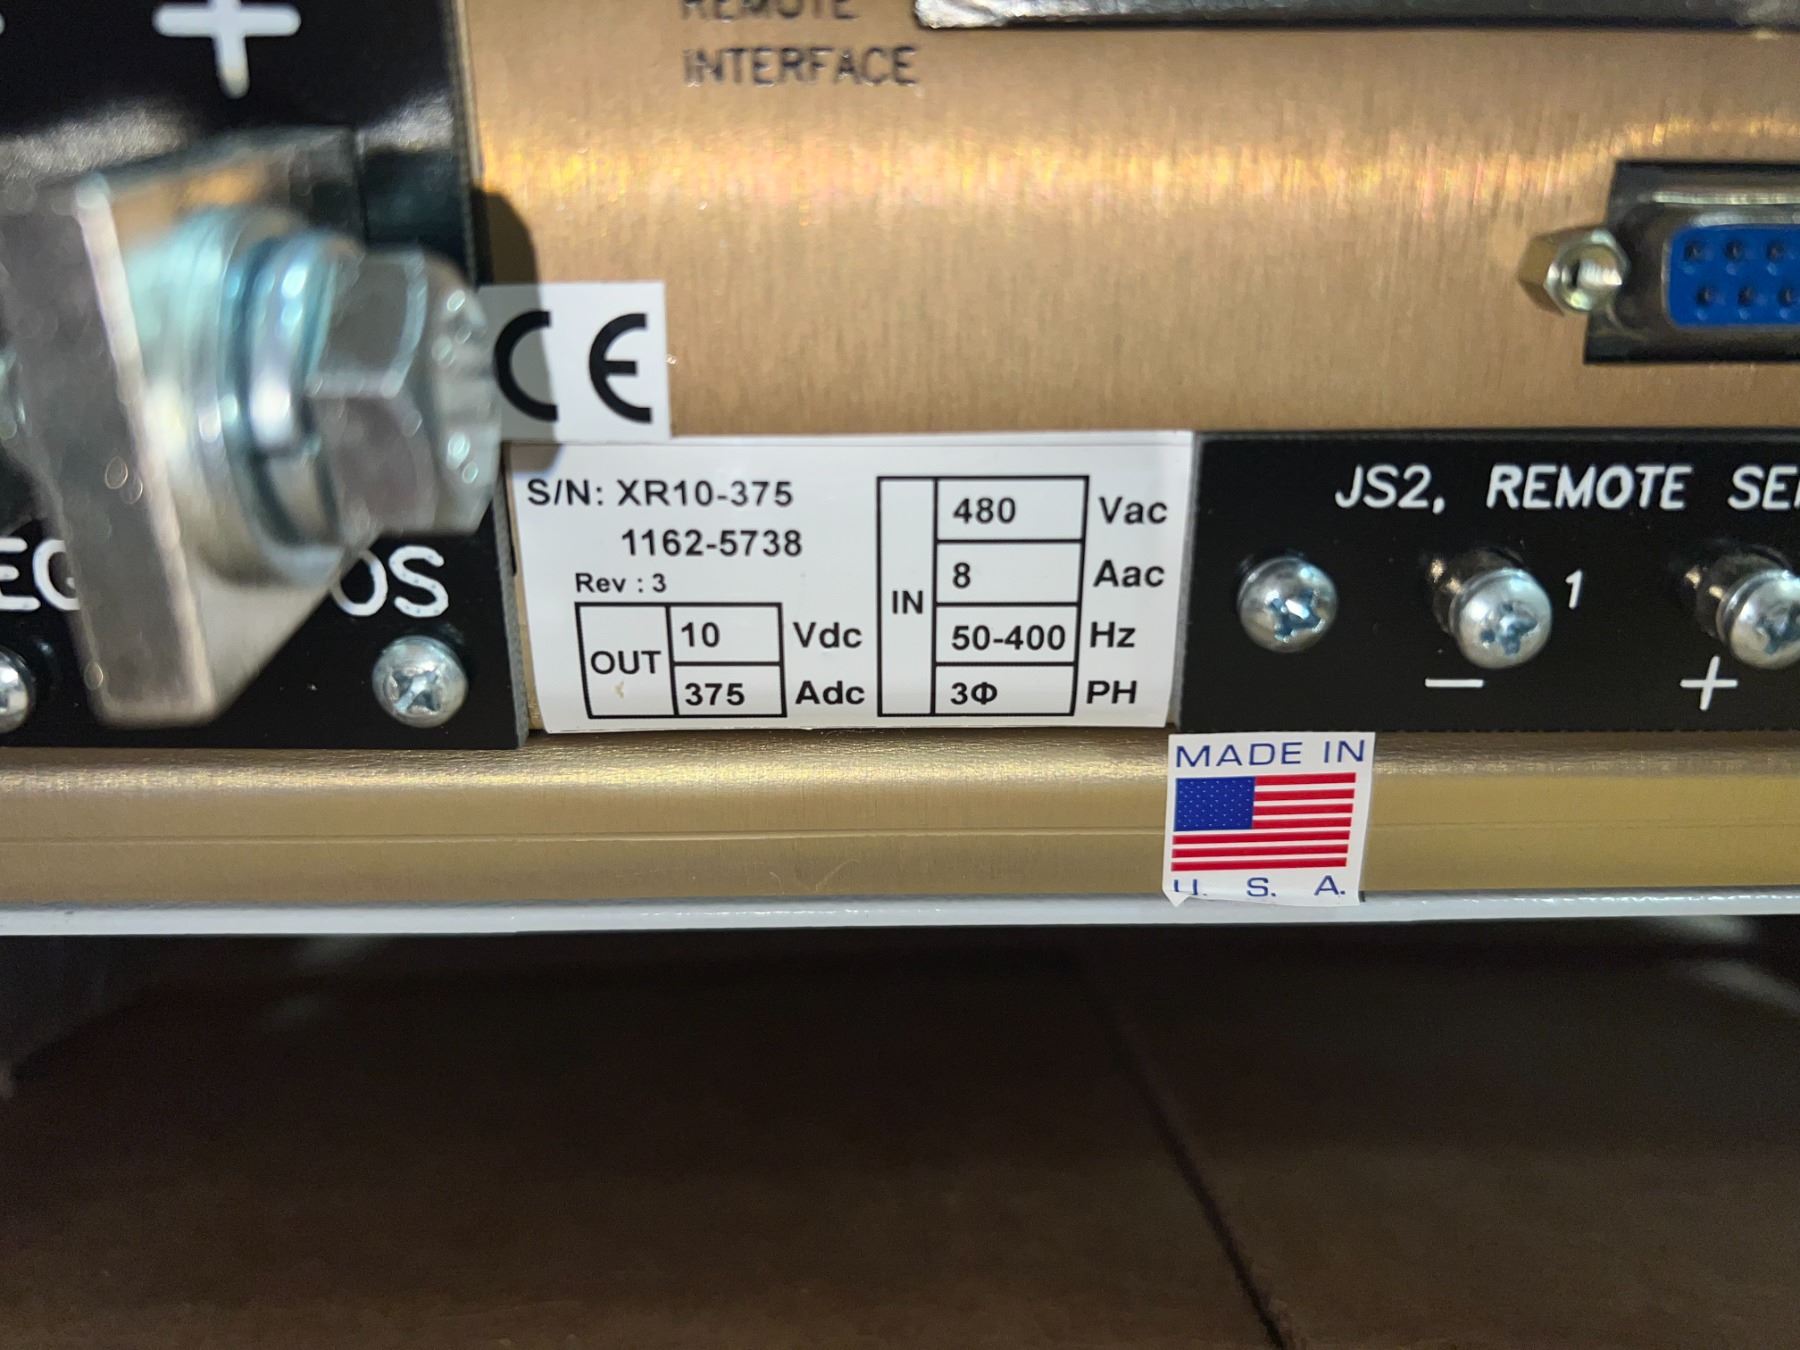 +
REMOTE
INTERFACE
CE
S/N: XR10-375
1162-5738
Rev : 3
OUT
10 Vdc
375 Adc
IN
480 Vac
8 Aac
50-400 Hz
3Φ PH
JS2, REMOTE
1
− +
MADE IN
U. S. A.